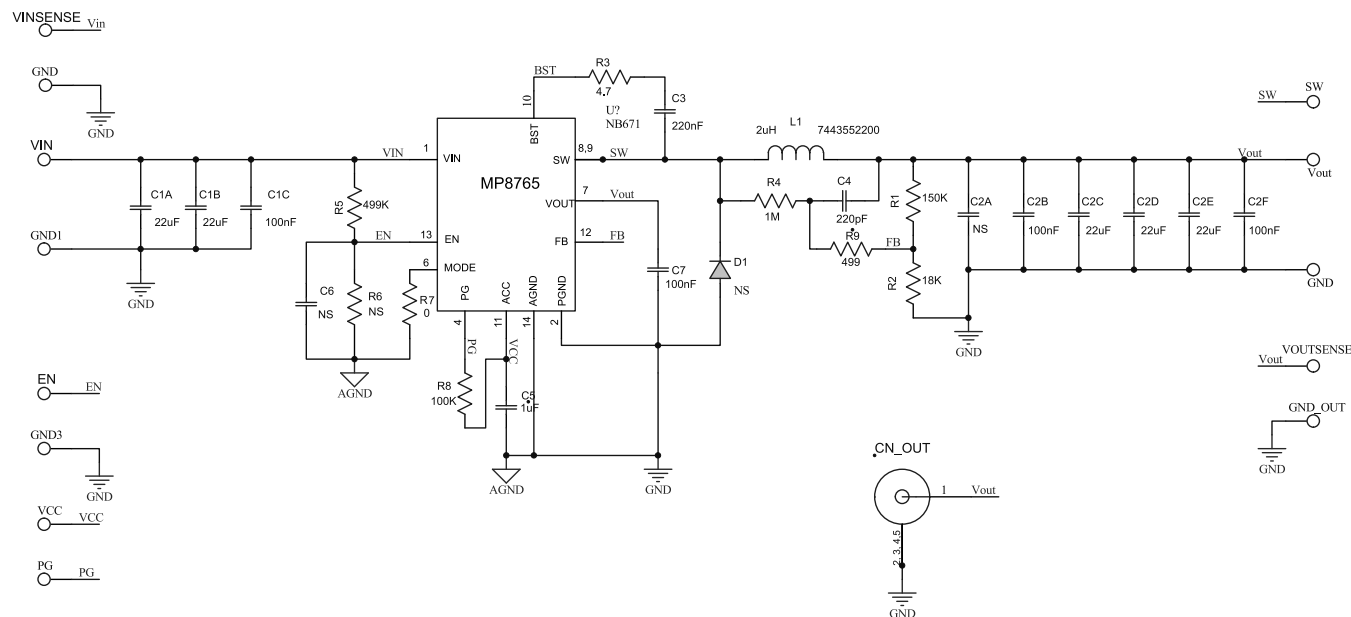 VINSENSE
Vin
GND
GND
VIN
VIN
GND1
GND
C1A
22uF
C1B
22uF
C1C
100nF
R5
499K
EN
C6
NS
R6
NS
R7
0
AGND
EN
EN
GND3
GND
VCC
VCC
PG
PG
BST
R3
4.7
C3
220nF
U?
NB671
10
BST
1
VIN
8,9
SW
SW
MP8765
7
VOUT
Vout
13
EN
12
FB
FB
6
MODE
PG
ACC
AGND
PGND
4
11
14
2
PG
VCC
R8
100K
C5
1uF
AGND
C7
100nF
GND
D1
NS
2uH
L1
7443552200
R4
1M
C4
220pF
R9
499
FB
R1
150K
R2
18K
C2A
NS
C2B
100nF
C2C
22uF
C2D
22uF
C2E
22uF
C2F
100nF
GND
SW
SW
Vout
Vout
GND
VOUTSENSE
Vout
GND_OUT
GND
CN_OUT
1
Vout
2, 3, 4, 5
GND